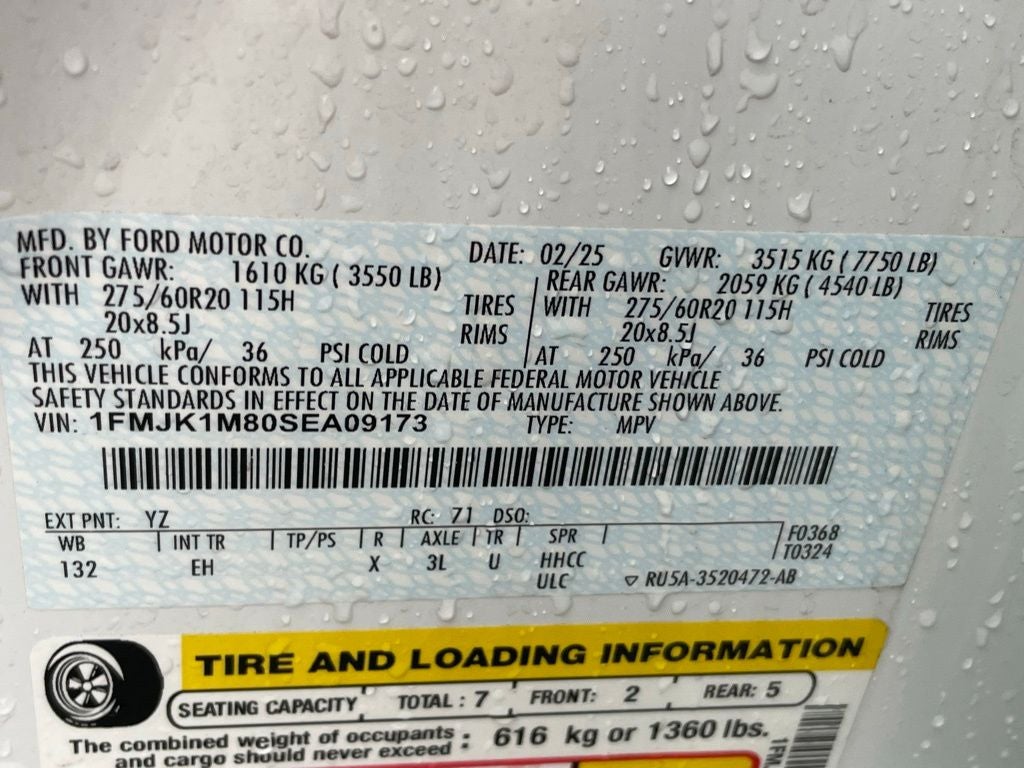 MFD. BY FORD MOTOR CO. DATE: 02/25 GVWR: 3515 KG ( 7750 LB)
FRONT GAWR: 1610 KG ( 3550 LB) REAR GAWR: 2059 KG ( 4540 LB)
WITH 275/60R20 115H TIRES WITH 275/60R20 115H TIRES
20x8.5J RIMS 20x8.5J RIMS
AT 250 kPa/ 36 PSI COLD AT 250 kPa/ 36 PSI COLD
THIS VEHICLE CONFORMS TO ALL APPLICABLE FEDERAL MOTOR VEHICLE
SAFETY STANDARDS IN EFFECT ON THE DATE OF MANUFACTURE SHOWN ABOVE.
VIN: 1FMJK1M80SEA09173 TYPE: MPV
EXT PNT: YZ RC: 71 DSO:
WB INT TR TP/PS R AXLE TR SPR F0368
T0324
132 EH X 3L U HHCC
ULC RU5A-3520472-AB
TIRE AND LOADING INFORMATION
SEATING CAPACITY TOTAL : 7 FRONT: 2 REAR: 5
The combined weight of occupants
and cargo should never exceed : 616 kg or 1360 lbs.
1FM